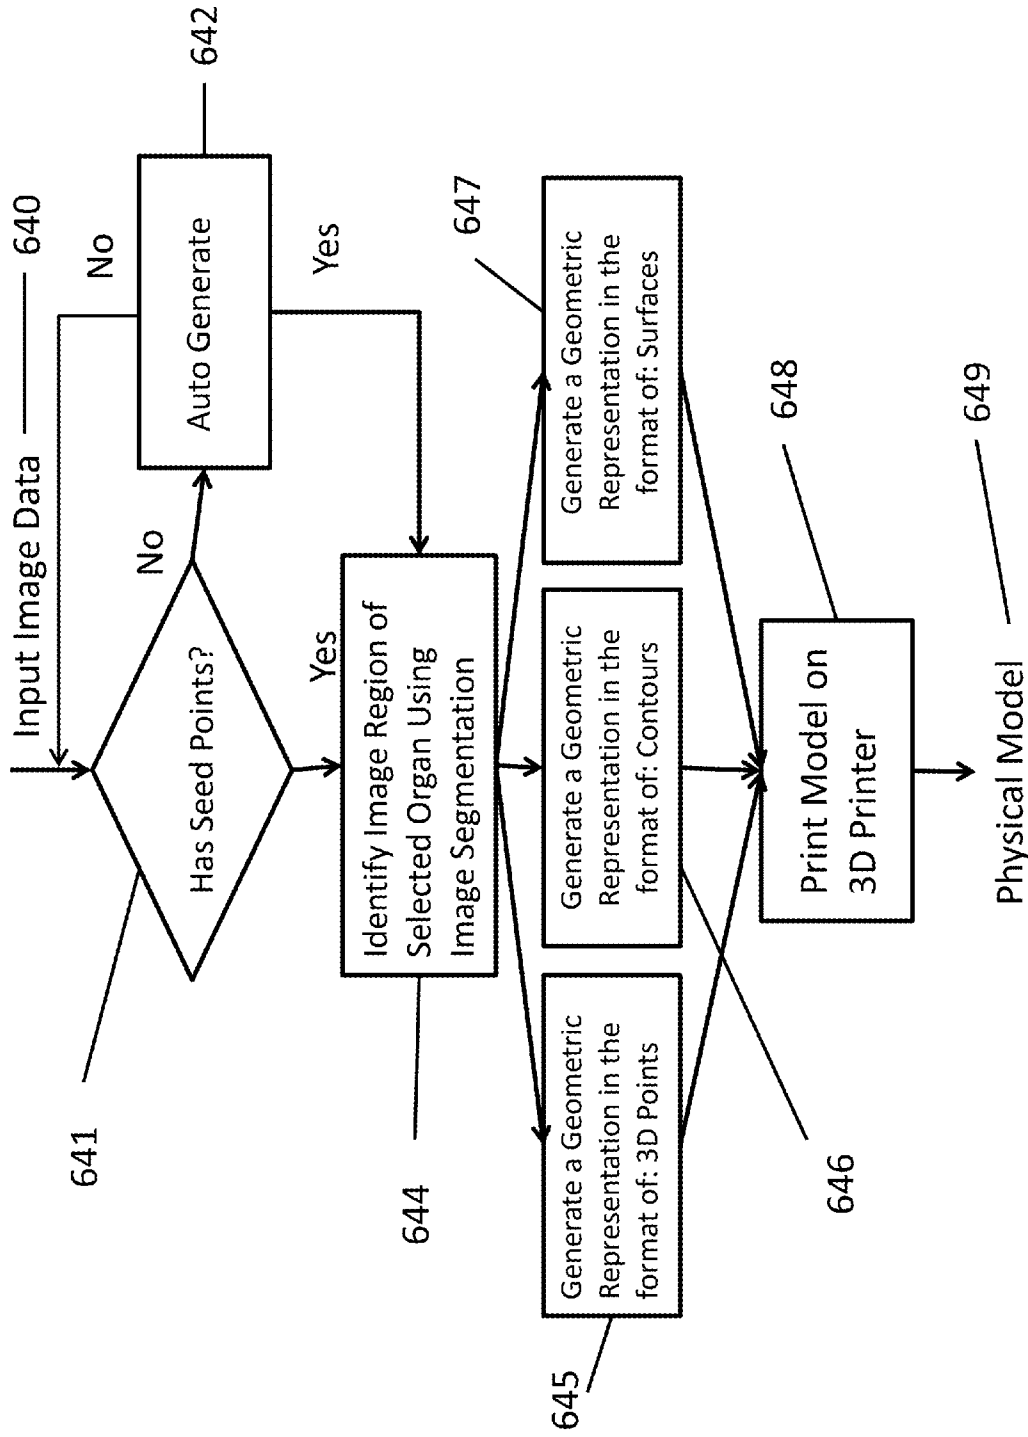 Input Image Data
640
641
Has Seed Points?
No
No
Auto Generate
642
Yes
Yes
644
Identify Image Region of
Selected Organ Using
Image Segmentation
645
Generate a Geometric
Representation in the
format of: 3D Points
646
Generate a Geometric
Representation in the
format of: Contours
647
Generate a Geometric
Representation in the
format of: Surfaces
Print Model on
3D Printer
648
Physical Model
649